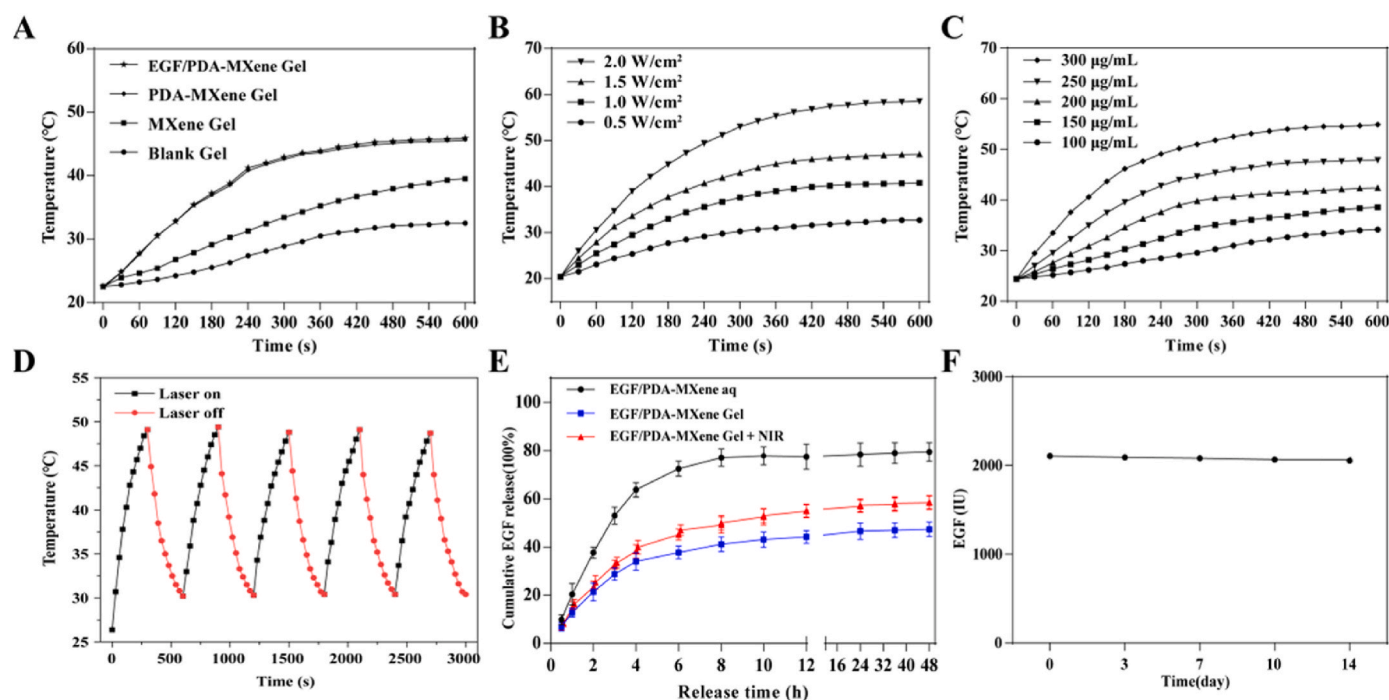 A
Temperature (°C)
60
50
40
30
20
EGF/PDA-MXene Gel
PDA-MXene Gel
MXene Gel
Blank Gel
0 60 120 180 240 300 360 420 480 540 600
Time (s)
B
Temperature (°C)
70
60
50
40
30
20
2.0 W/cm²
1.5 W/cm²
1.0 W/cm²
0.5 W/cm²
0 60 120 180 240 300 360 420 480 540 600
Time (s)
C
Temperature (°C)
70
60
50
40
30
20
300 μg/mL
250 μg/mL
200 μg/mL
150 μg/mL
100 μg/mL
0 60 120 180 240 300 360 420 480 540 600
Time (s)
D
Temperature (°C)
55
50
45
40
35
30
25
Laser on
Laser off
0 500 1000 1500 2000 2500 3000
Time (s)
E
Cumulative EGF release(100%)
100
80
60
40
20
0
EGF/PDA-MXene aq
EGF/PDA-MXene Gel
EGF/PDA-MXene Gel + NIR
0 2 4 6 8 10 12 16 24 32 40 48
Release time (h)
F
EGF (IU)
3000
2000
1000
0
0 3 7 10 14
Time(day)